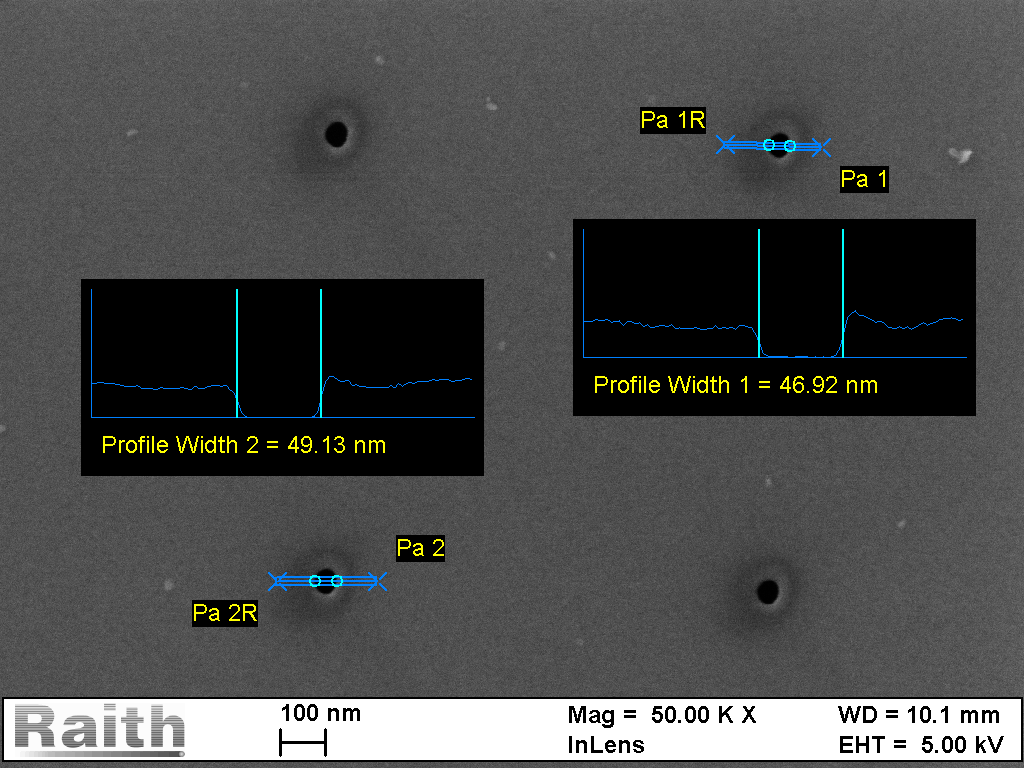 Pa 1R
Pa 1
Profile Width 1 = 46.92 nm
Profile Width 2 = 49.13 nm
Pa 2
Pa 2R
Raith
100 nm
Mag = 50.00 K X
InLens
WD = 10.1 mm
EHT = 5.00 kV